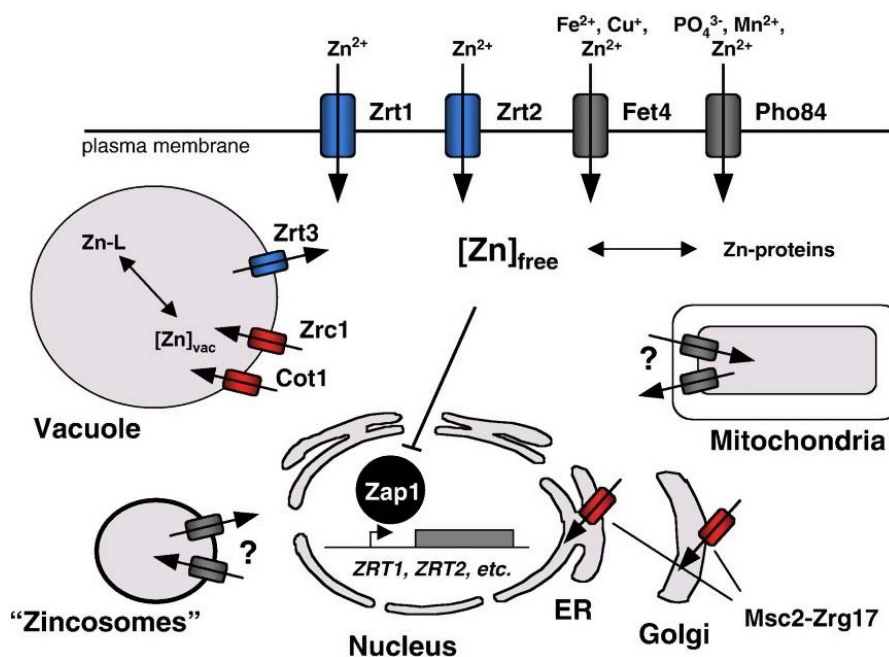 Zn²⁺
Zn²⁺
Fe²⁺, Cu⁺,
Zn²⁺
PO₄³⁻, Mn²⁺,
Zn²⁺
Zrt1
Zrt2
Fet4
Pho84
plasma membrane
Zn-L
Zrt3
[Zn]free
Zn-proteins
[Zn]vac
Zrc1
Cot1
?
Vacuole
Mitochondria
Zap1
?
ZRT1, ZRT2, etc.
"Zincosomes"
Nucleus
ER
Golgi
Msc2-Zrg17